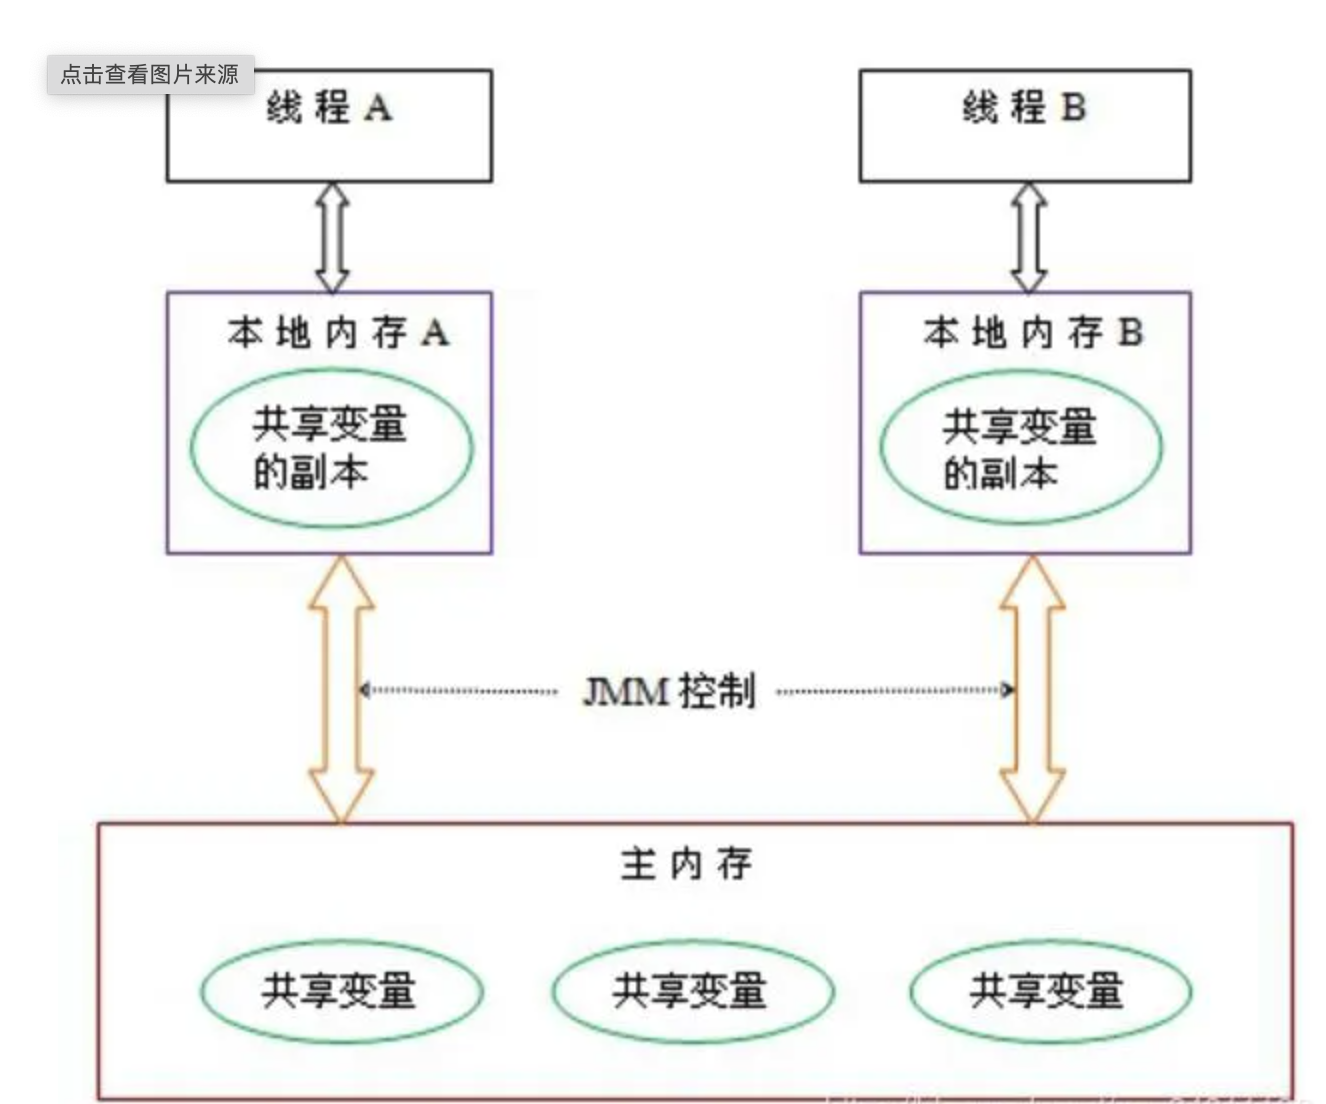 点击查看图片来源
线程 A
线程 B
本地内存 A
本地内存 B
共享变量
的副本
共享变量
的副本
JMM 控制
主内存
共享变量
共享变量
共享变量